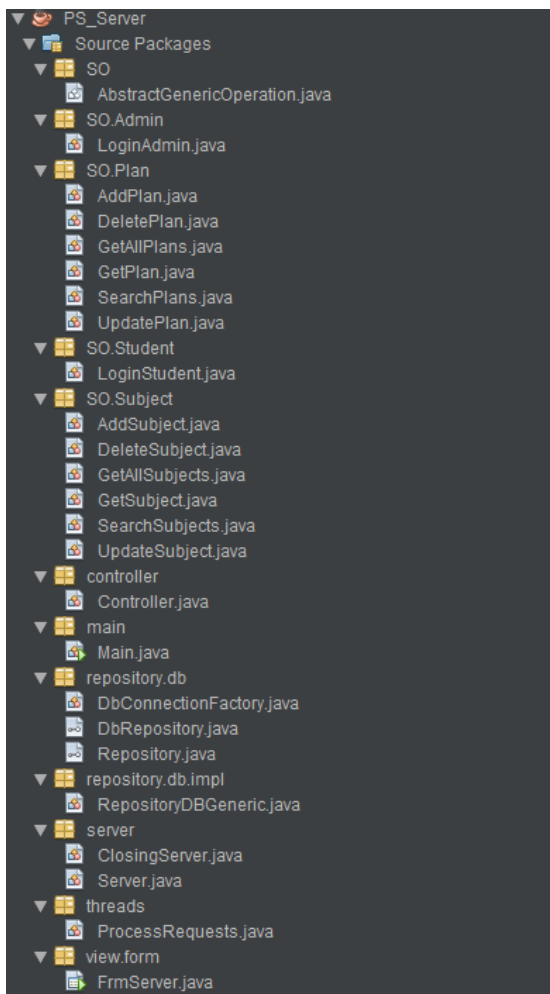 PS_Server
Source Packages
SO
AbstractGenericOperation.java
SO.Admin
LoginAdmin.java
SO.Plan
AddPlan.java
DeletePlan.java
GetAllPlans.java
GetPlan.java
SearchPlans.java
UpdatePlan.java
SO.Student
LoginStudent.java
SO.Subject
AddSubject.java
DeleteSubject.java
GetAllSubjects.java
GetSubject.java
SearchSubjects.java
UpdateSubject.java
controller
Controller.java
main
Main.java
repository.db
DbConnectionFactory.java
DbRepository.java
Repository.java
repository.db.impl
RepositoryDBGeneric.java
server
ClosingServer.java
Server.java
threads
ProcessRequests.java
view.form
FrmServer.java